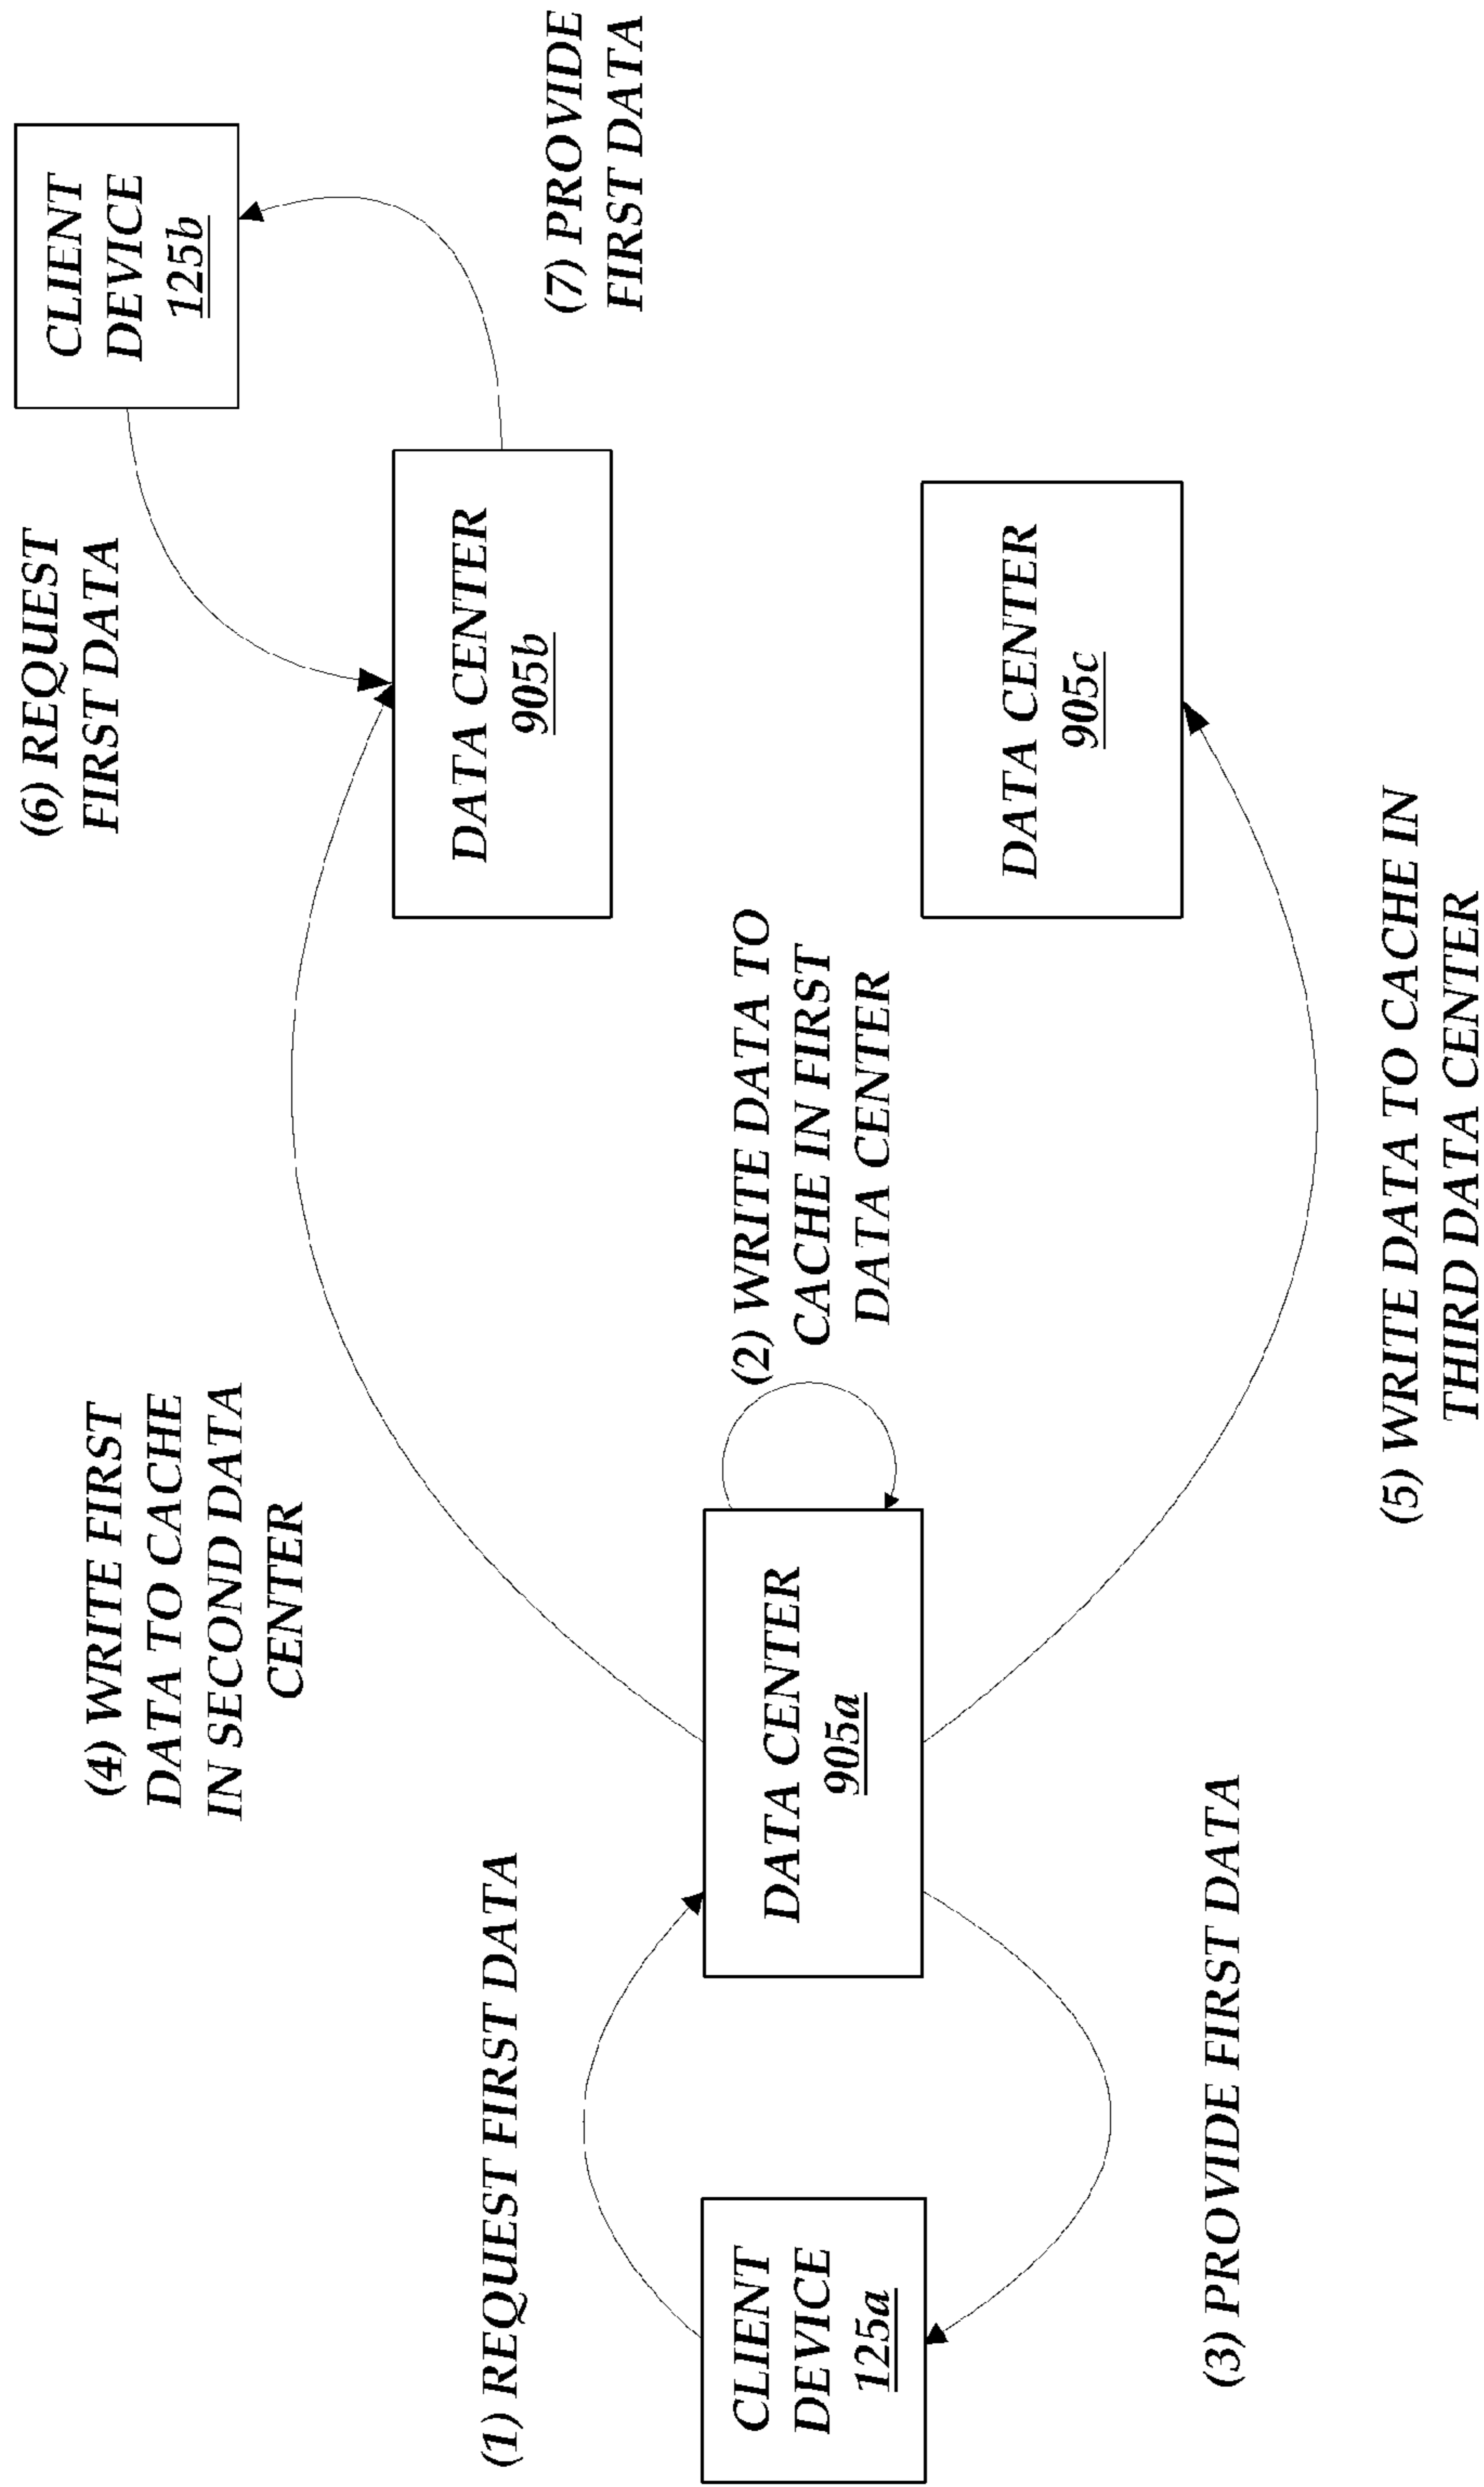 (1) REQUEST FIRST DATA
CLIENT
DEVICE
125a
(3) PROVIDE FIRST DATA
DATA CENTER
905a
(2) WRITE DATA TO
CACHE IN FIRST
DATA CENTER
(4) WRITE FIRST
DATA TO CACHE
IN SECOND DATA
CENTER
(5) WRITE DATA TO CACHE IN
THIRD DATA CENTER
DATA CENTER
905b
DATA CENTER
905c
(6) REQUEST
FIRST DATA
CLIENT
DEVICE
125b
(7) PROVIDE
FIRST DATA